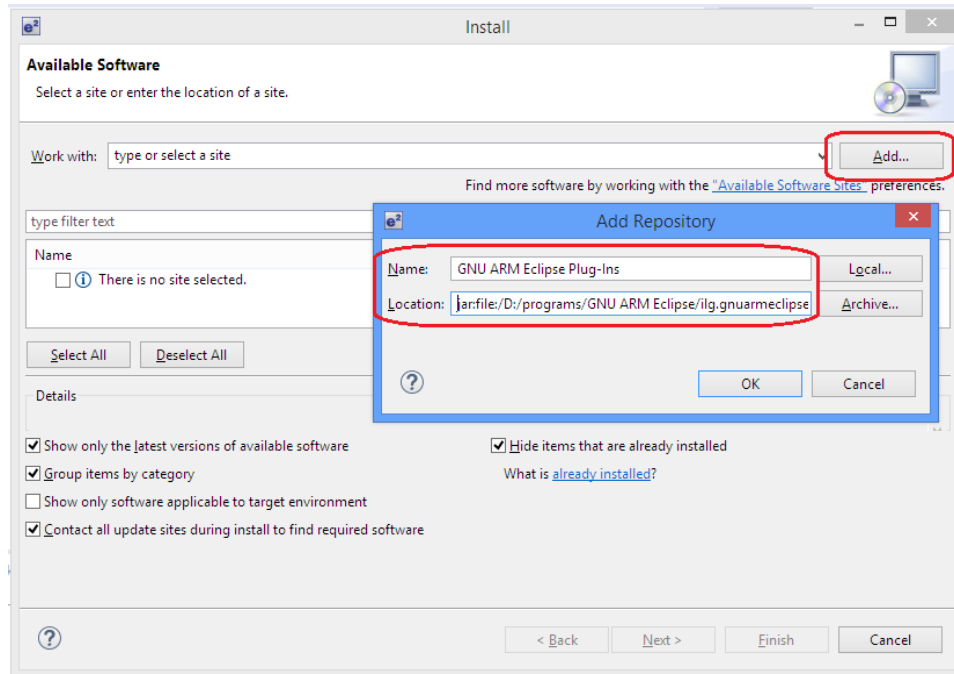 e²
Install
Available Software
Select a site or enter the location of a site.
Work with: type or select a site Add...
Find more software by working with the "Available Software Sites" preferences.
type filter text
Name
There is no site selected.
Select All Deselect All
Details
e²
Add Repository
Name: GNU ARM Eclipse Plug-Ins Local...
Location: jar:file:/D:/programs/GNU ARM Eclipse/ilg.gnuarmeclipse Archive...
OK Cancel
Show only the latest versions of available software Hide items that are already installed
Group items by category What is already installed?
Show only software applicable to target environment
Contact all update sites during install to find required software
< Back Next > Finish Cancel